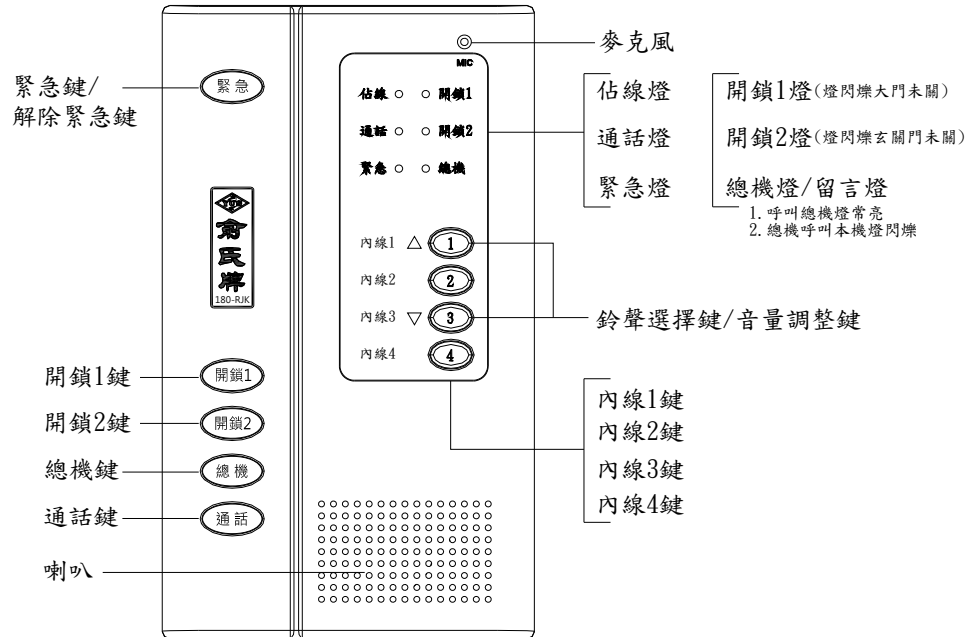 麥克風
MIC
緊急鍵/
解除緊急鍵
緊急
佔線 開鎖1
通話 開鎖2
緊急 總機
佔線燈
通話燈
緊急燈
開鎖1燈(燈閃爍大門未關)
開鎖2燈(燈閃爍玄關門未關)
總機燈/留言燈
1.呼叫總機燈常亮
2.總機呼叫本機燈閃爍
YUS
俞氏牌
180-RJK
內線1 △ 1
內線2 2
內線3 ▽ 3
內線4 4
鈴聲選擇鍵/音量調整鍵
開鎖1鍵
開鎖1
開鎖2鍵
開鎖2
總機鍵
總機
通話鍵
通話
喇叭
內線1鍵
內線2鍵
內線3鍵
內線4鍵